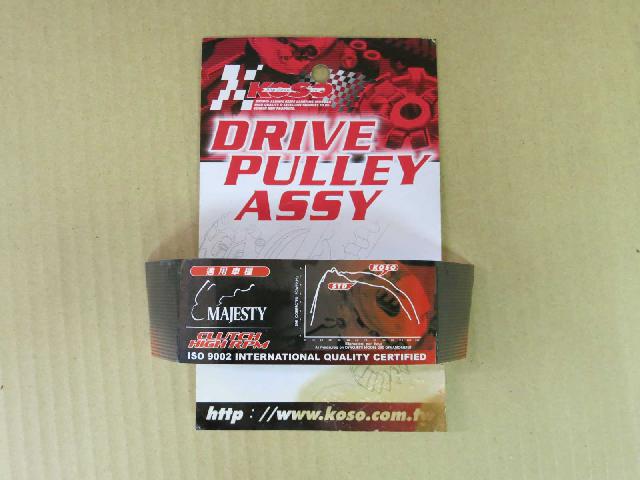 KOSO
DRIVE
PULLEY
ASSY
適用車種
MAJESTY
CLUTCH
HIGH RPM
KOSO
STD
ISO 9002 INTERNATIONAL QUALITY CERTIFIED
http://www.koso.com.tw